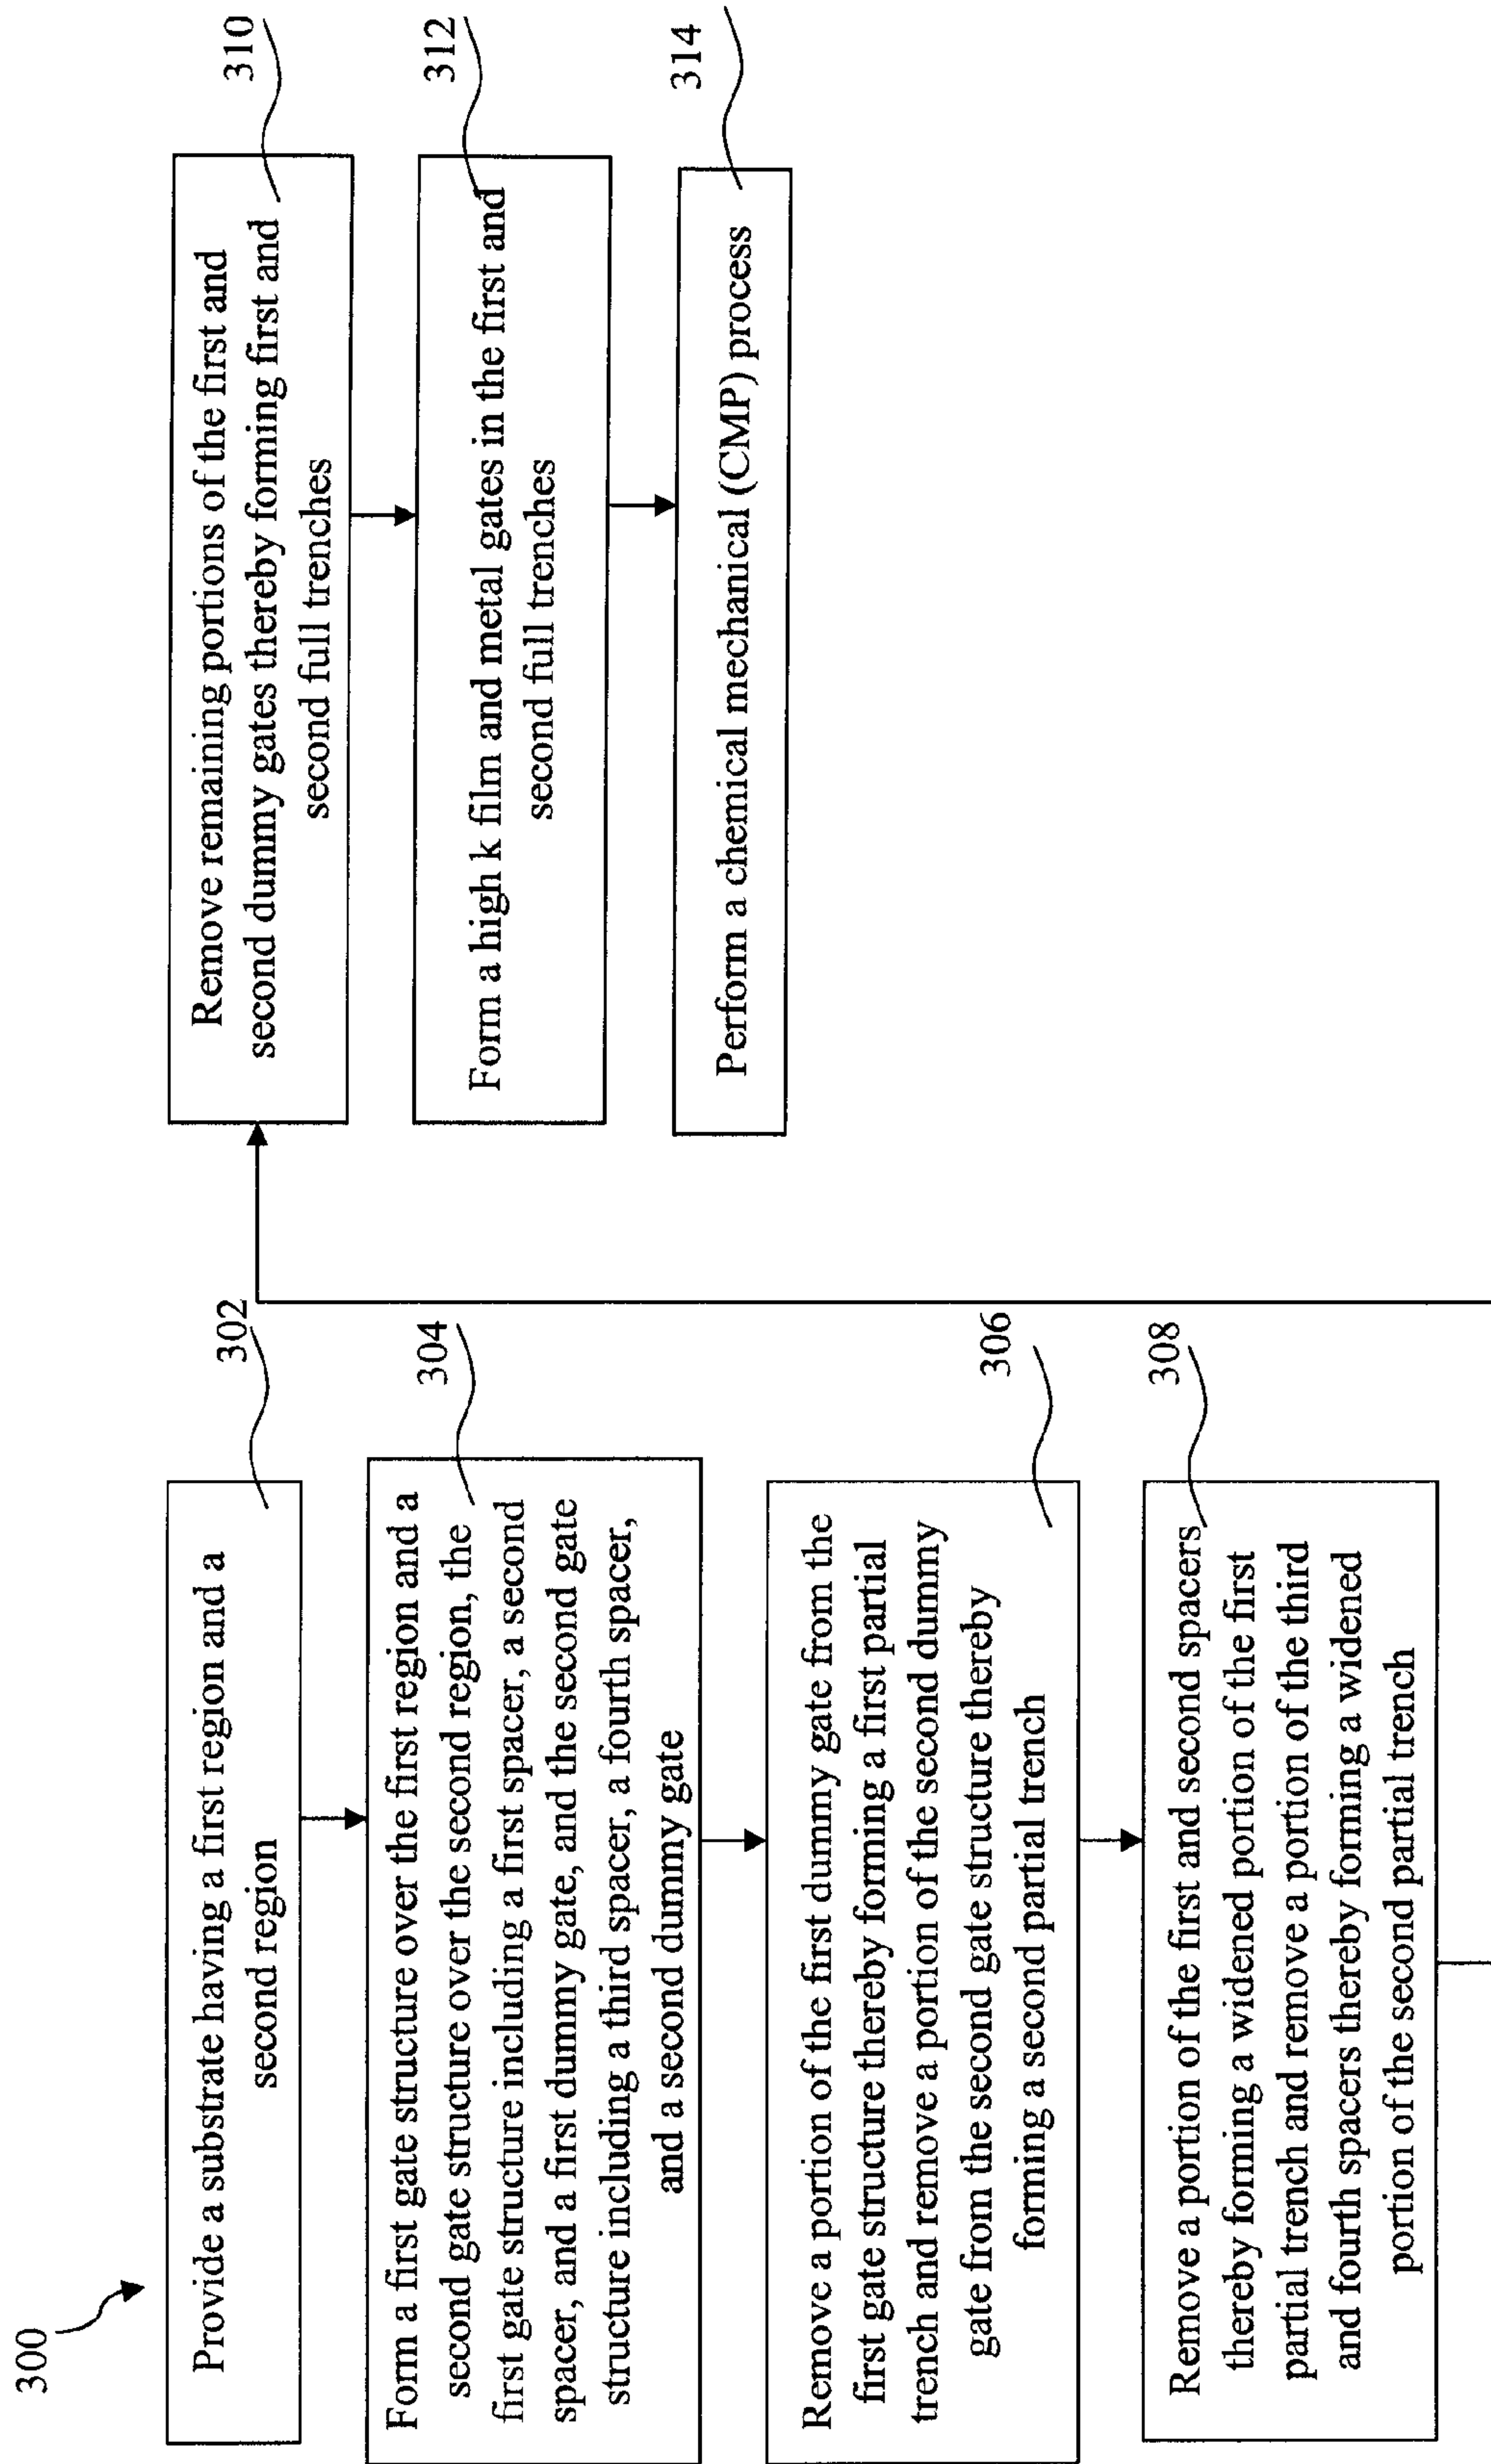 300
302
Provide a substrate having a first region and a
second region
304
Form a first gate structure over the first region and a
second gate structure over the second region, the
first gate structure including a first spacer, a second
spacer, and a first dummy gate, and the second gate
structure including a third spacer, a fourth spacer,
and a second dummy gate
306
Remove a portion of the first dummy gate from the
first gate structure thereby forming a first partial
trench and remove a portion of the second dummy
gate from the second gate structure thereby
forming a second partial trench
308
Remove a portion of the first and second spacers
thereby forming a widened portion of the first
partial trench and remove a portion of the third
and fourth spacers thereby forming a widened
portion of the second partial trench
310
Remove remaining portions of the first and
second dummy gates thereby forming first and
second full trenches
312
Form a high k film and metal gates in the first and
second full trenches
314
Perform a chemical mechanical (CMP) process